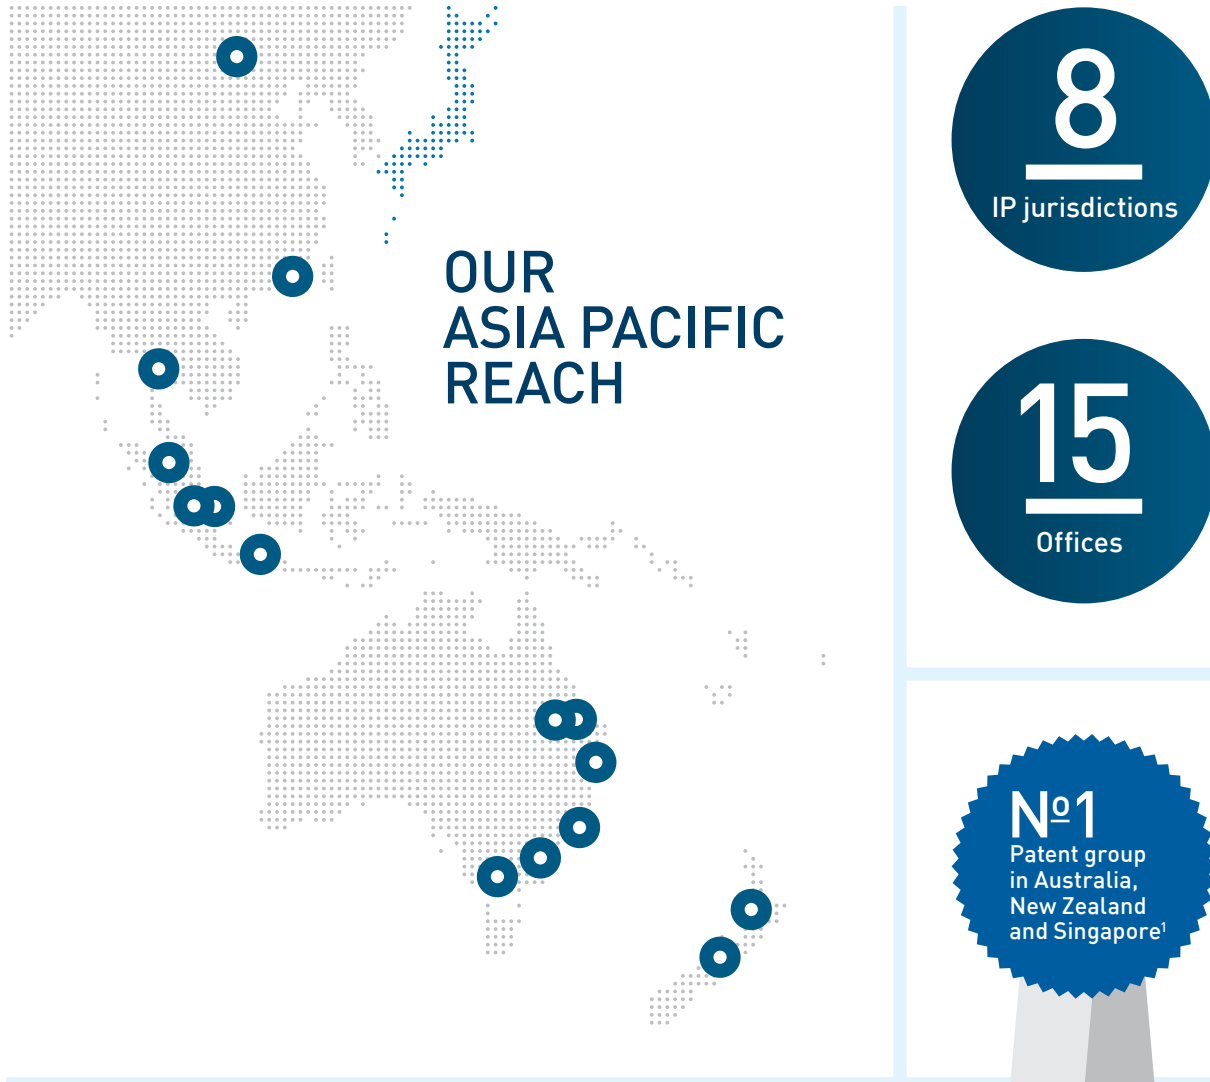 OUR
ASIA PACIFIC
REACH
8
IP jurisdictions
15
Offices
Nº1
Patent group
in Australia,
New Zealand
and Singapore¹